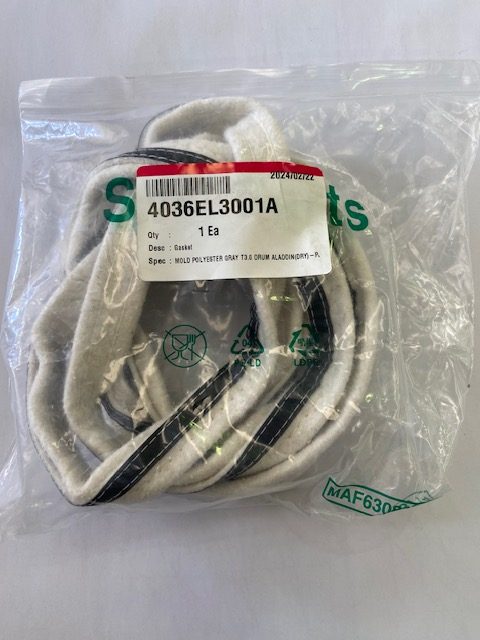 2024/02/22
4036EL3001A
Qty : 1 Ea
Desc : Gasket
Spec : MOLD POLYESTER GRAY T3.0 DRUM ALADDIN(DRY)-P.
S ts
MAF630